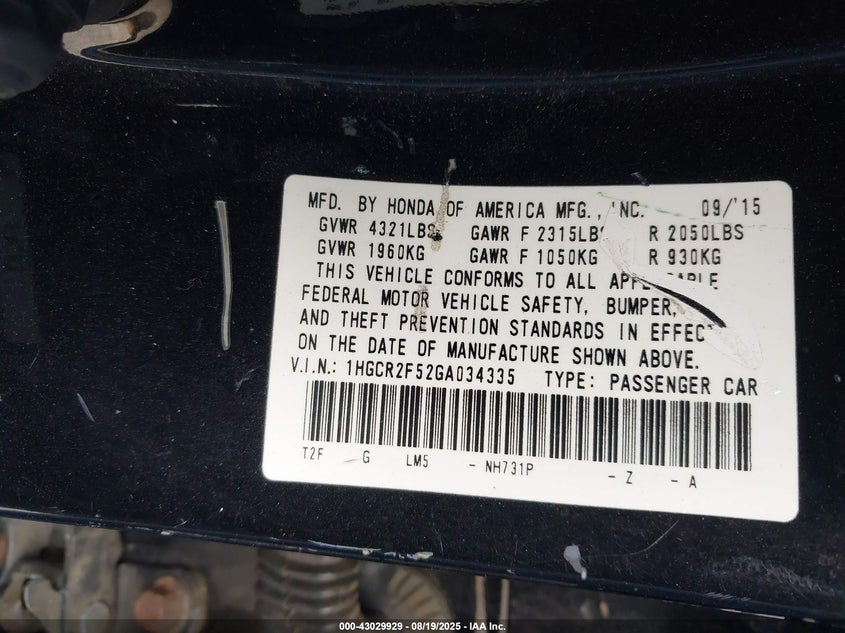 MFD. BY HONDA OF AMERICA MFG., INC. 09/'15
GVWR 4321LBS GAWR F 2315LBS R 2050LBS
GVWR 1960KG GAWR F 1050KG R 930KG
THIS VEHICLE CONFORMS TO ALL APPLICABLE
FEDERAL MOTOR VEHICLE SAFETY, BUMPER,
AND THEFT PREVENTION STANDARDS IN EFFECT
ON THE DATE OF MANUFACTURE SHOWN ABOVE.
V.I.N.: 1HGCR2F52GA034335 TYPE: PASSENGER CAR
T2F G LM5 - NH731P - Z - A
000-43029929 - 08/19/2025 - IAA Inc.